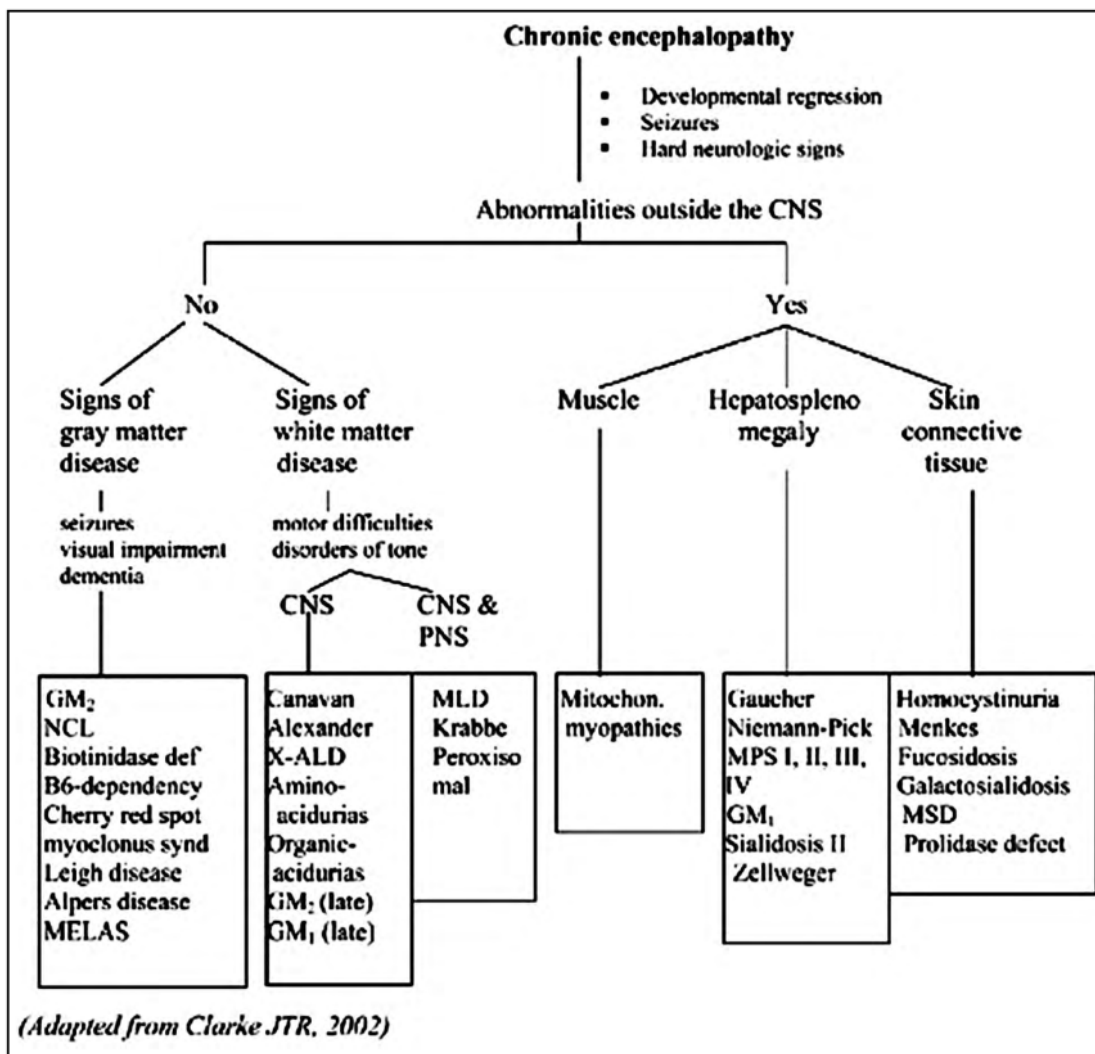 Chronic encephalopathy
▪ Developmental regression
▪ Seizures
▪ Hard neurologic signs
Abnormalities outside the CNS
No
Yes
Signs of
gray matter
disease
Signs of
white matter
disease
Muscle
Hepatospleno
megaly
Skin
connective
tissue
seizures
visual impairment
dementia
motor difficulties
disorders of tone
CNS
CNS &
PNS
GM₂
NCL
Biotinidase def
B6-dependency
Cherry red spot
myoclonus synd
Leigh disease
Alpers disease
MELAS
Canavan
Alexander
X-ALD
Amino-
acidurias
Organic-
acidurias
GM₂ (late)
GM₁ (late)
MLD
Krabbe
Peroxiso
mal
Mitochon.
myopathies
Gaucher
Niemann-Pick
MPS I, II, III,
IV
GM₁
Sialidosis II
Zellweger
Homocystinuria
Menkes
Fucosidosis
Galactosialidosis
MSD
Prolidase defect
(Adapted from Clarke JTR, 2002)